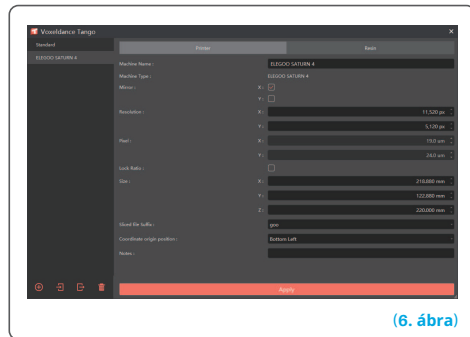 Voxeldance Tango
Standard
ELEGOO SATURN 4
Printer Resin
Machine Name : ELEGOO SATURN 4
Machine Type : ELEGOO SATURN 4
Mirror : X :
Y :
Resolution : X : 11,520 px
Y : 5,120 px
Pixel : X : 19.0 um
Y : 24.0 um
Lock Ratio :
Size : X : 218.880 mm
Y : 122.880 mm
Z : 220.000 mm
Sliced file Suffix : goo
Coordinate origin position : Bottom Left
Notes :
Apply
(6. ábra)